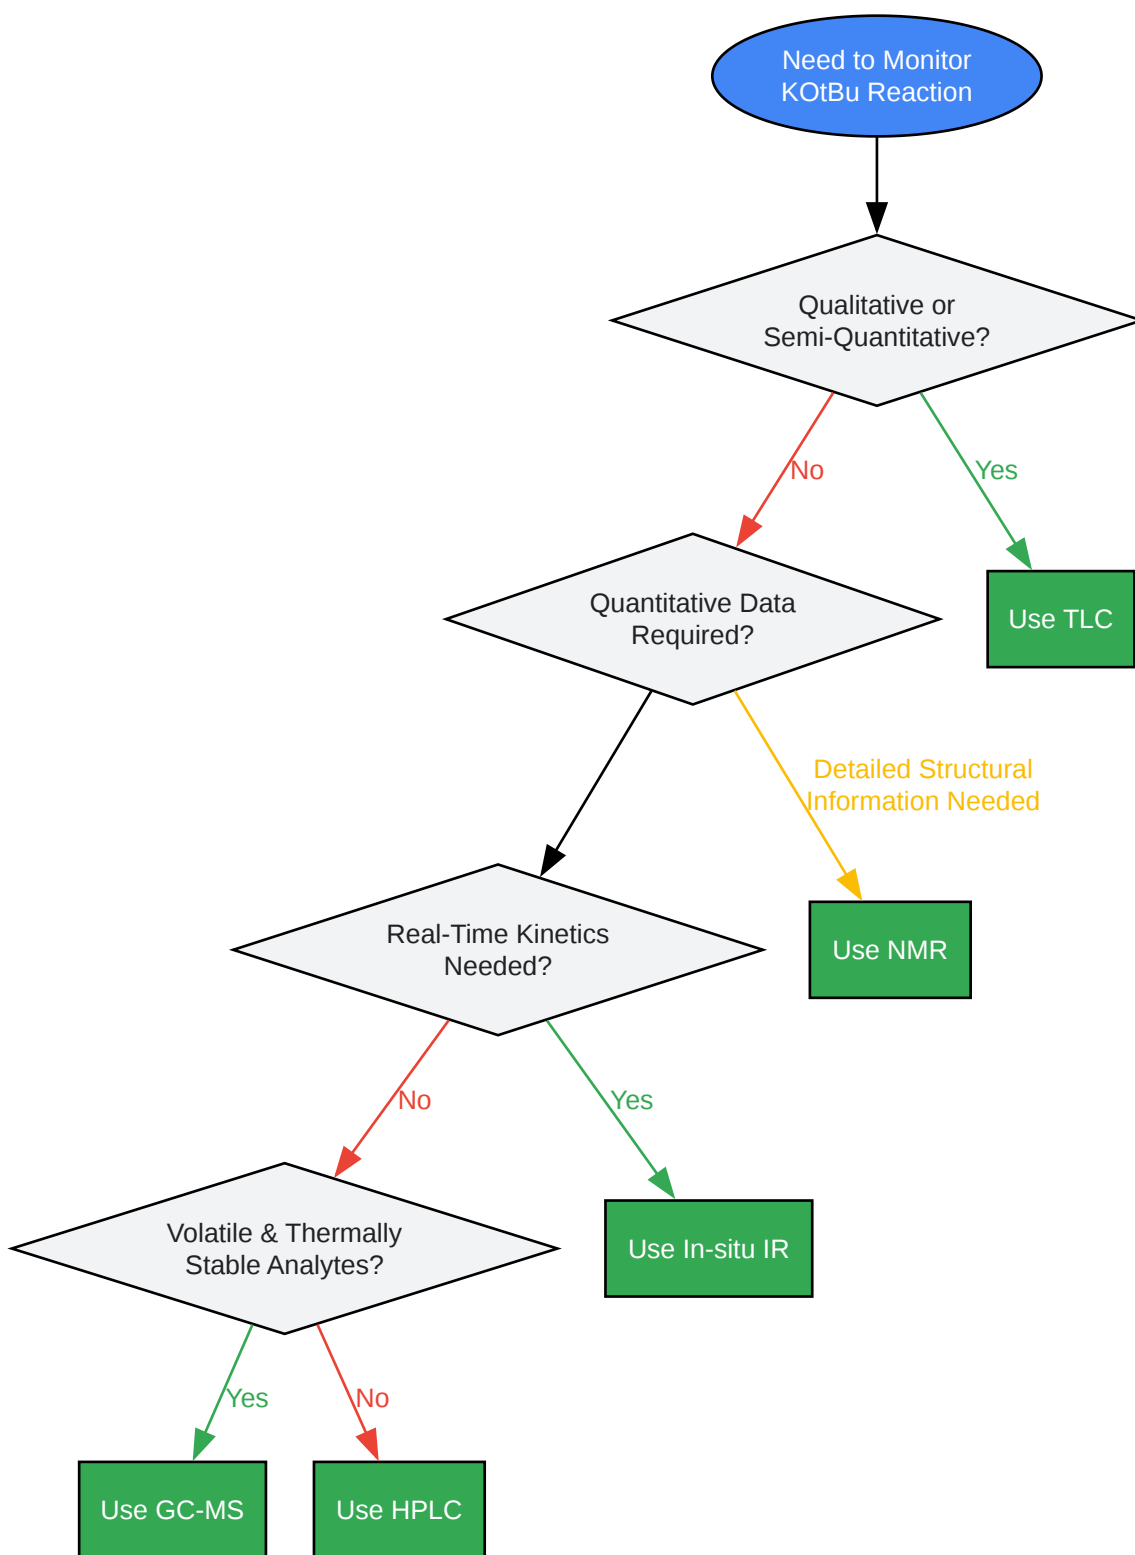 Need to Monitor
KOtBu Reaction
Qualitative or
Semi-Quantitative?
No
Yes
Quantitative Data
Required?
Use TLC
Detailed Structural
Information Needed
Real-Time Kinetics
Needed?
Use NMR
No
Yes
Volatile & Thermally
Stable Analytes?
Use In-situ IR
Yes
No
Use GC-MS
Use HPLC